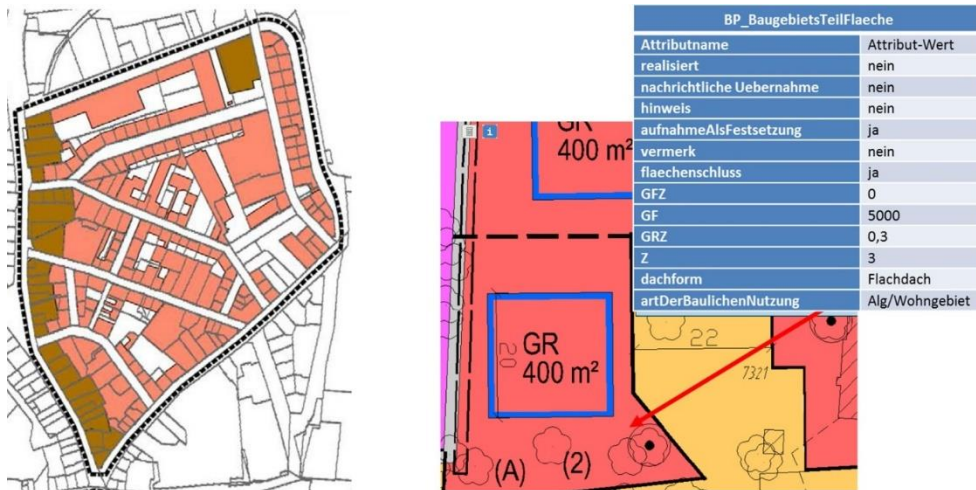 BP_BaugebietsTeilFlaeche
Attributname Attribut-Wert
realisiert nein
nachrichtliche Uebernahme nein
hinweis nein
aufnahmeAlsFestsetzung ja
vermerk nein
flaechenschluss ja
GFZ 0
GF 5000
GRZ 0,3
Z 3
dachform Flachdach
artDerBaulichenNutzung Alg/Wohngebiet
i
GR
400 m²
GR
400 m²
20
22
7321
(A)
(2)